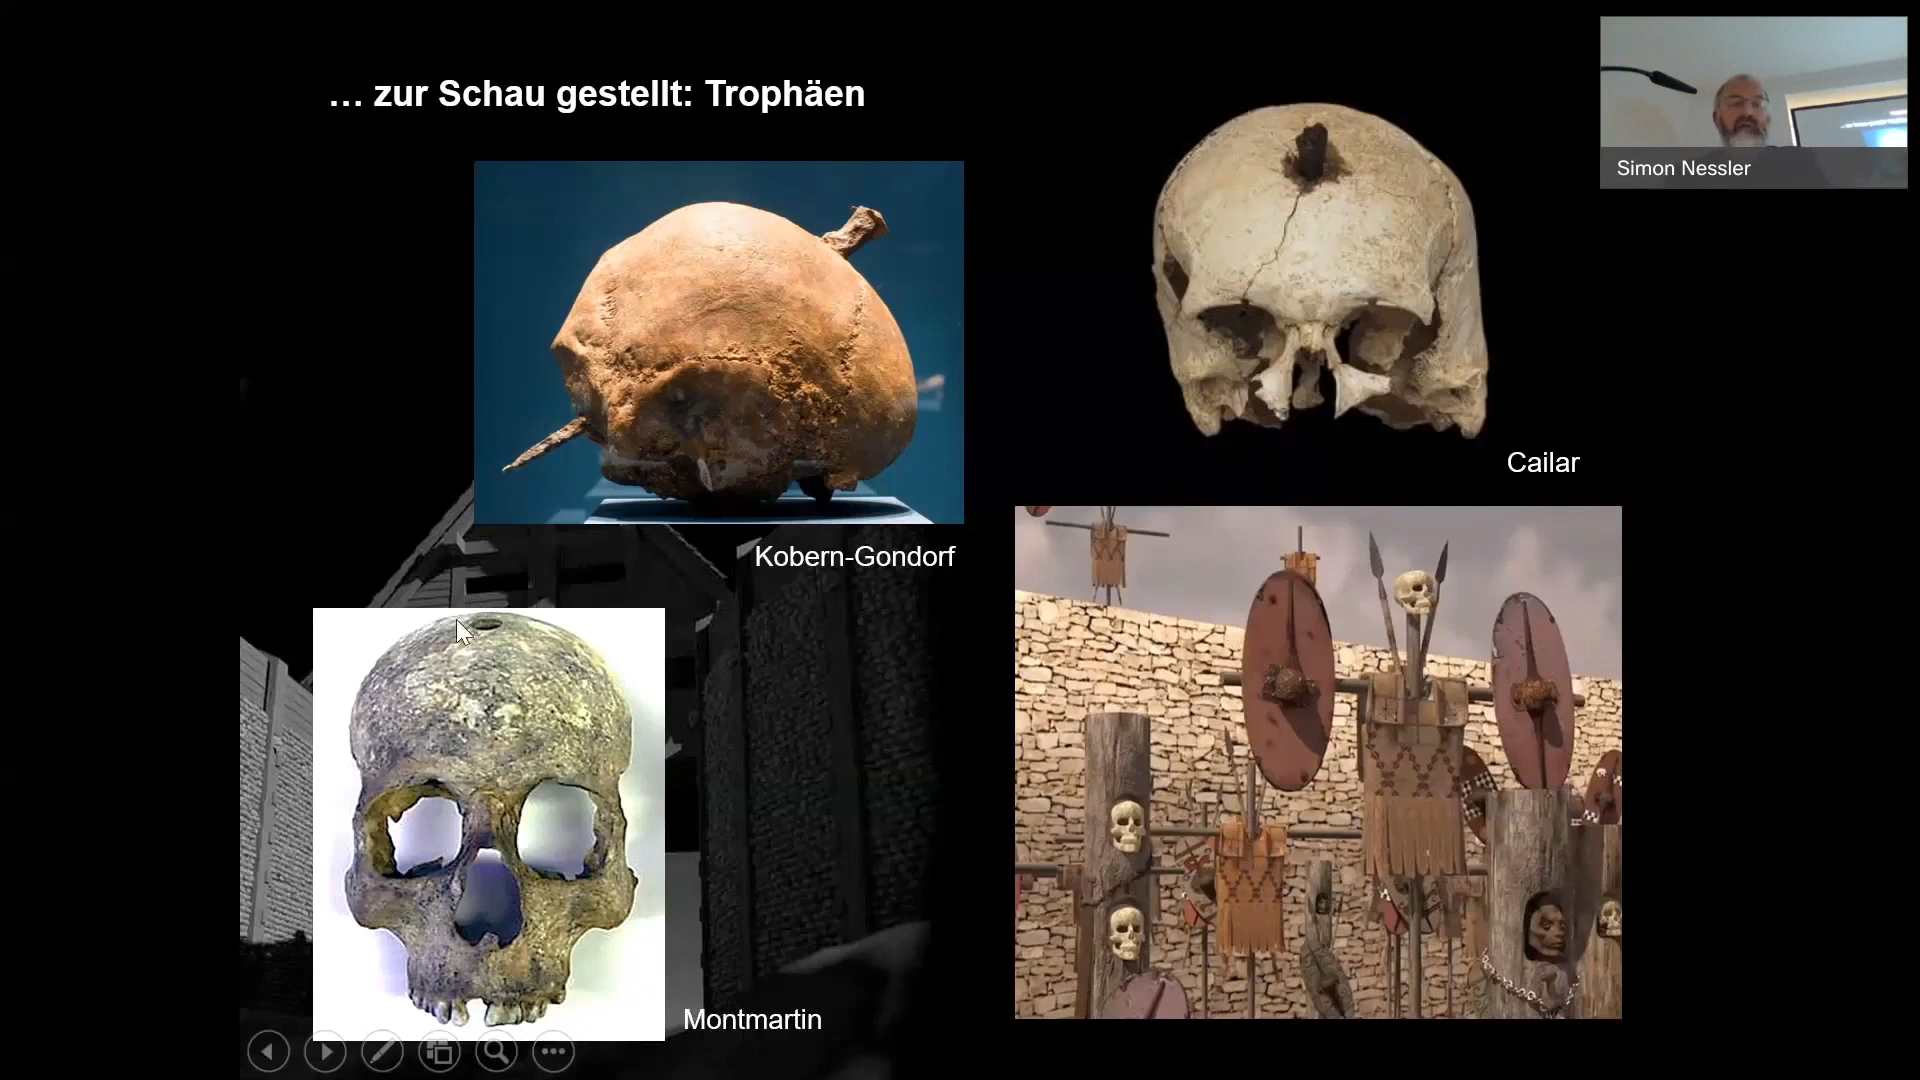 … zur Schau gestellt: Trophäen
Simon Nessler
Cailar
Kobern-Gondorf
Montmartin